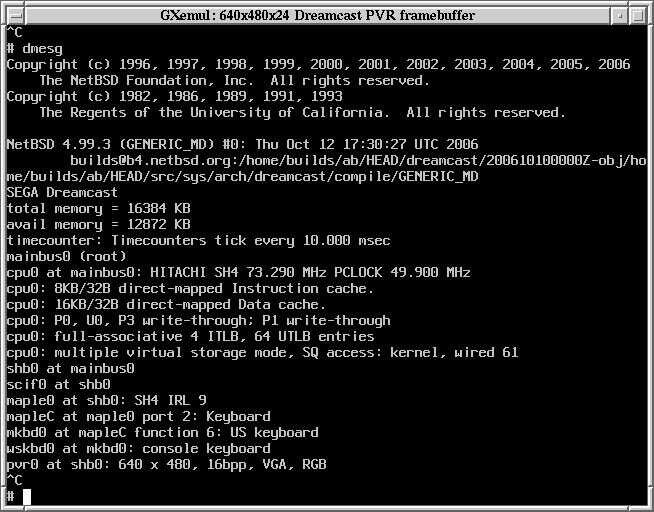 GXemul: 640x480x24 Dreamcast PVR framebuffer
^C
# dmesg
Copyright (c) 1996, 1997, 1998, 1999, 2000, 2001, 2002, 2003, 2004, 2005, 2006
    The NetBSD Foundation, Inc.  All rights reserved.
Copyright (c) 1982, 1986, 1989, 1991, 1993
    The Regents of the University of California.  All rights reserved.

NetBSD 4.99.3 (GENERIC_MD) #0: Thu Oct 12 17:30:27 UTC 2006
        builds@b4.netbsd.org:/home/builds/ab/HEAD/dreamcast/200610100000Z-obj/ho
me/builds/ab/HEAD/src/sys/arch/dreamcast/compile/GENERIC_MD
SEGA Dreamcast
total memory = 16384 KB
avail memory = 12872 KB
timecounter: Timecounters tick every 10.000 msec
mainbus0 (root)
cpu0 at mainbus0: HITACHI SH4 73.290 MHz PCLOCK 49.900 MHz
cpu0: 8KB/32B direct-mapped Instruction cache.
cpu0: 16KB/32B direct-mapped Data cache.
cpu0: P0, U0, P3 write-through; P1 write-through
cpu0: full-associative 4 ITLB, 64 UTLB entries
cpu0: multiple virtual storage mode, SQ access: kernel, wired 61
shb0 at mainbus0
scif0 at shb0
maple0 at shb0: SH4 IRL 9
mapleC at maple0 port 2: Keyboard
mkbd0 at mapleC function 6: US keyboard
wskbd0 at mkbd0: console keyboard
pvr0 at shb0: 640 x 480, 16bpp, VGA, RGB
^C
#